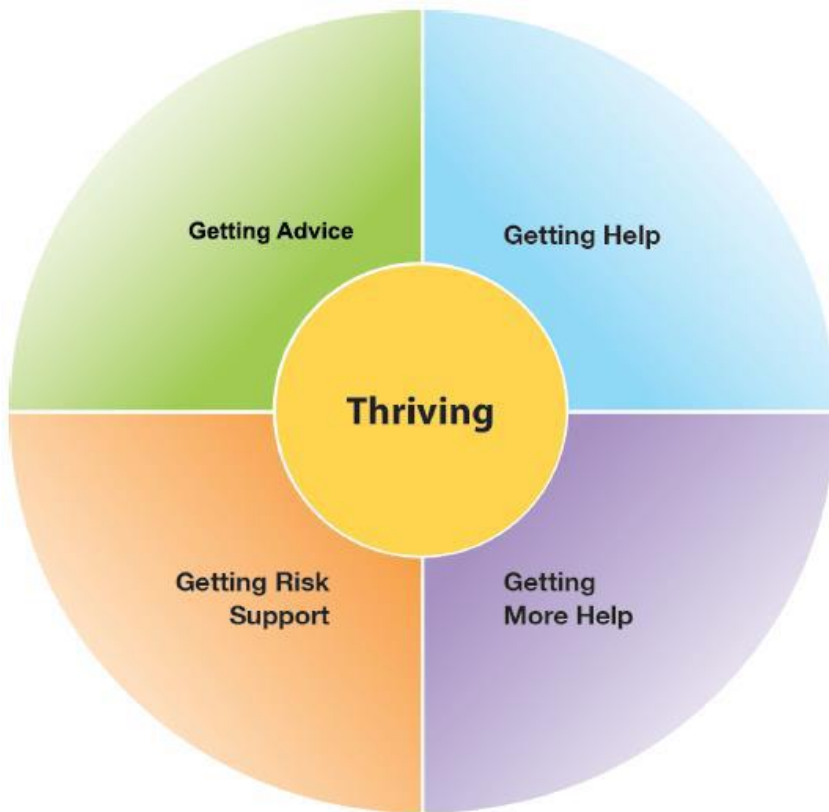 Getting Advice
Getting Help
Thriving
Getting Risk
Support
Getting
More Help